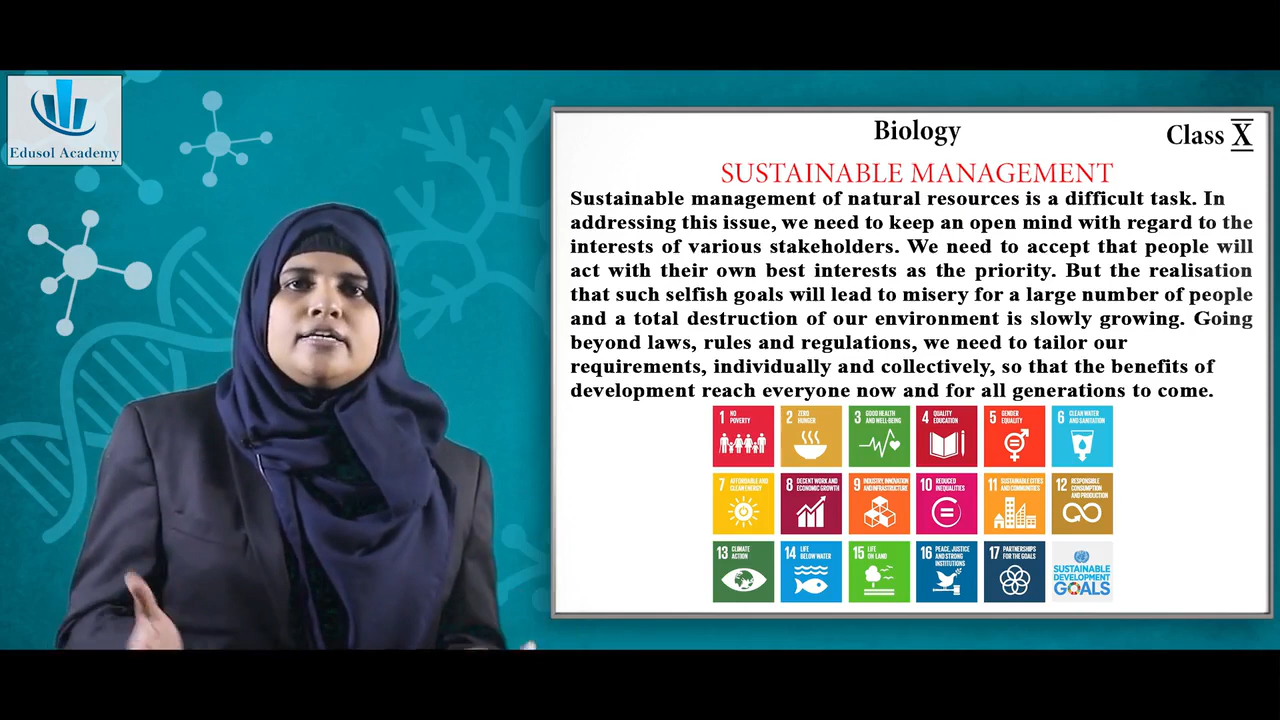 Edusol Academy
Biology
Class X
SUSTAINABLE MANAGEMENT
Sustainable management of natural resources is a difficult task. In
addressing this issue, we need to keep an open mind with regard to the
interests of various stakeholders. We need to accept that people will
act with their own best interests as the priority. But the realisation
that such selfish goals will lead to misery for a large number of people
and a total destruction of our environment is slowly growing. Going
beyond laws, rules and regulations, we need to tailor our
requirements, individually and collectively, so that the benefits of
development reach everyone now and for all generations to come.
1 NO
POVERTY
2 ZERO
HUNGER
3 GOOD HEALTH
AND WELL-BEING
4 QUALITY
EDUCATION
5 GENDER
EQUALITY
6 CLEAN WATER
AND SANITATION
7 AFFORDABLE AND
CLEAN ENERGY
8 DECENT WORK AND
ECONOMIC GROWTH
9 INDUSTRY, INNOVATION
AND INFRASTRUCTURE
10 REDUCED
INEQUALITIES
11 SUSTAINABLE CITIES
AND COMMUNITIES
12 RESPONSIBLE
CONSUMPTION
AND PRODUCTION
13 CLIMATE
ACTION
14 LIFE
BELOW WATER
15 LIFE
ON LAND
16 PEACE, JUSTICE
AND STRONG
INSTITUTIONS
17 PARTNERSHIPS
FOR THE GOALS
SUSTAINABLE
DEVELOPMENT
GOALS